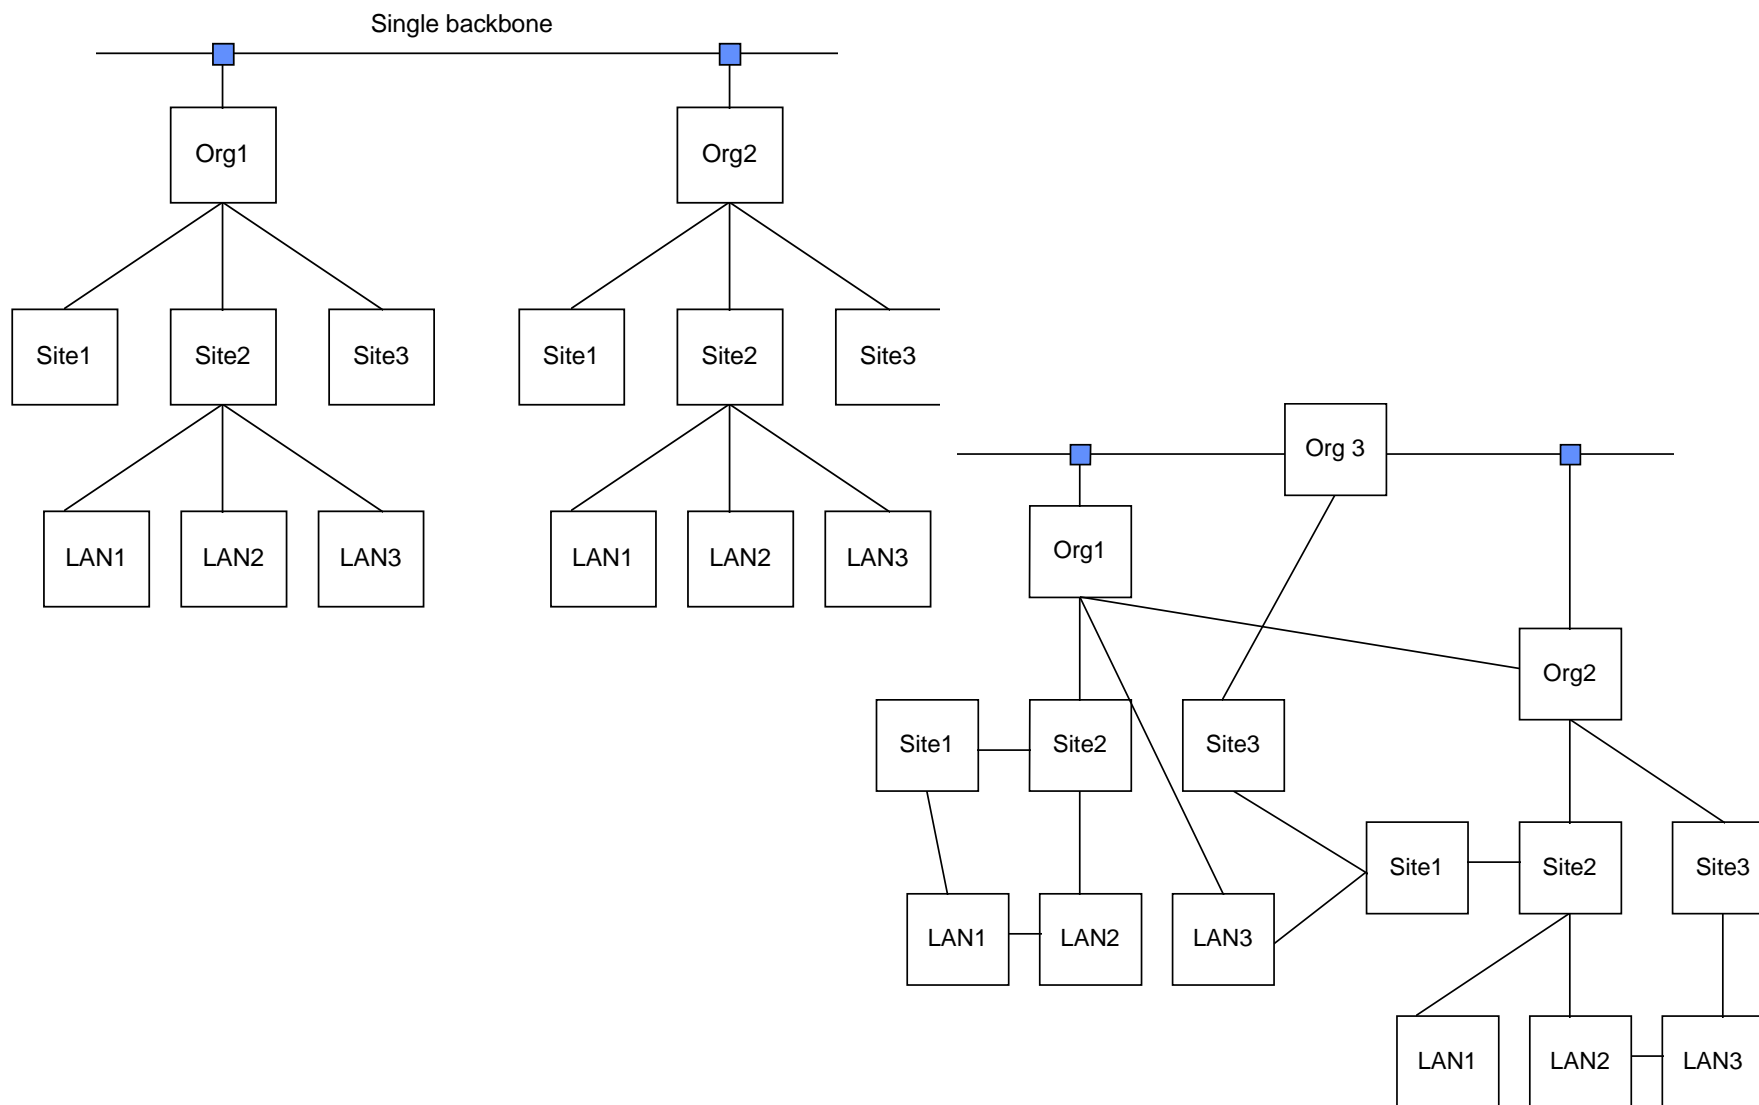 Single backbone
Org1
Org2
Site1
Site2
Site3
Site1
Site2
Site3
LAN1
LAN2
LAN3
LAN1
LAN2
LAN3
Org 3
Org1
Org2
Site1
Site2
Site3
Site1
Site2
Site3
LAN1
LAN2
LAN3
LAN1
LAN2
LAN3